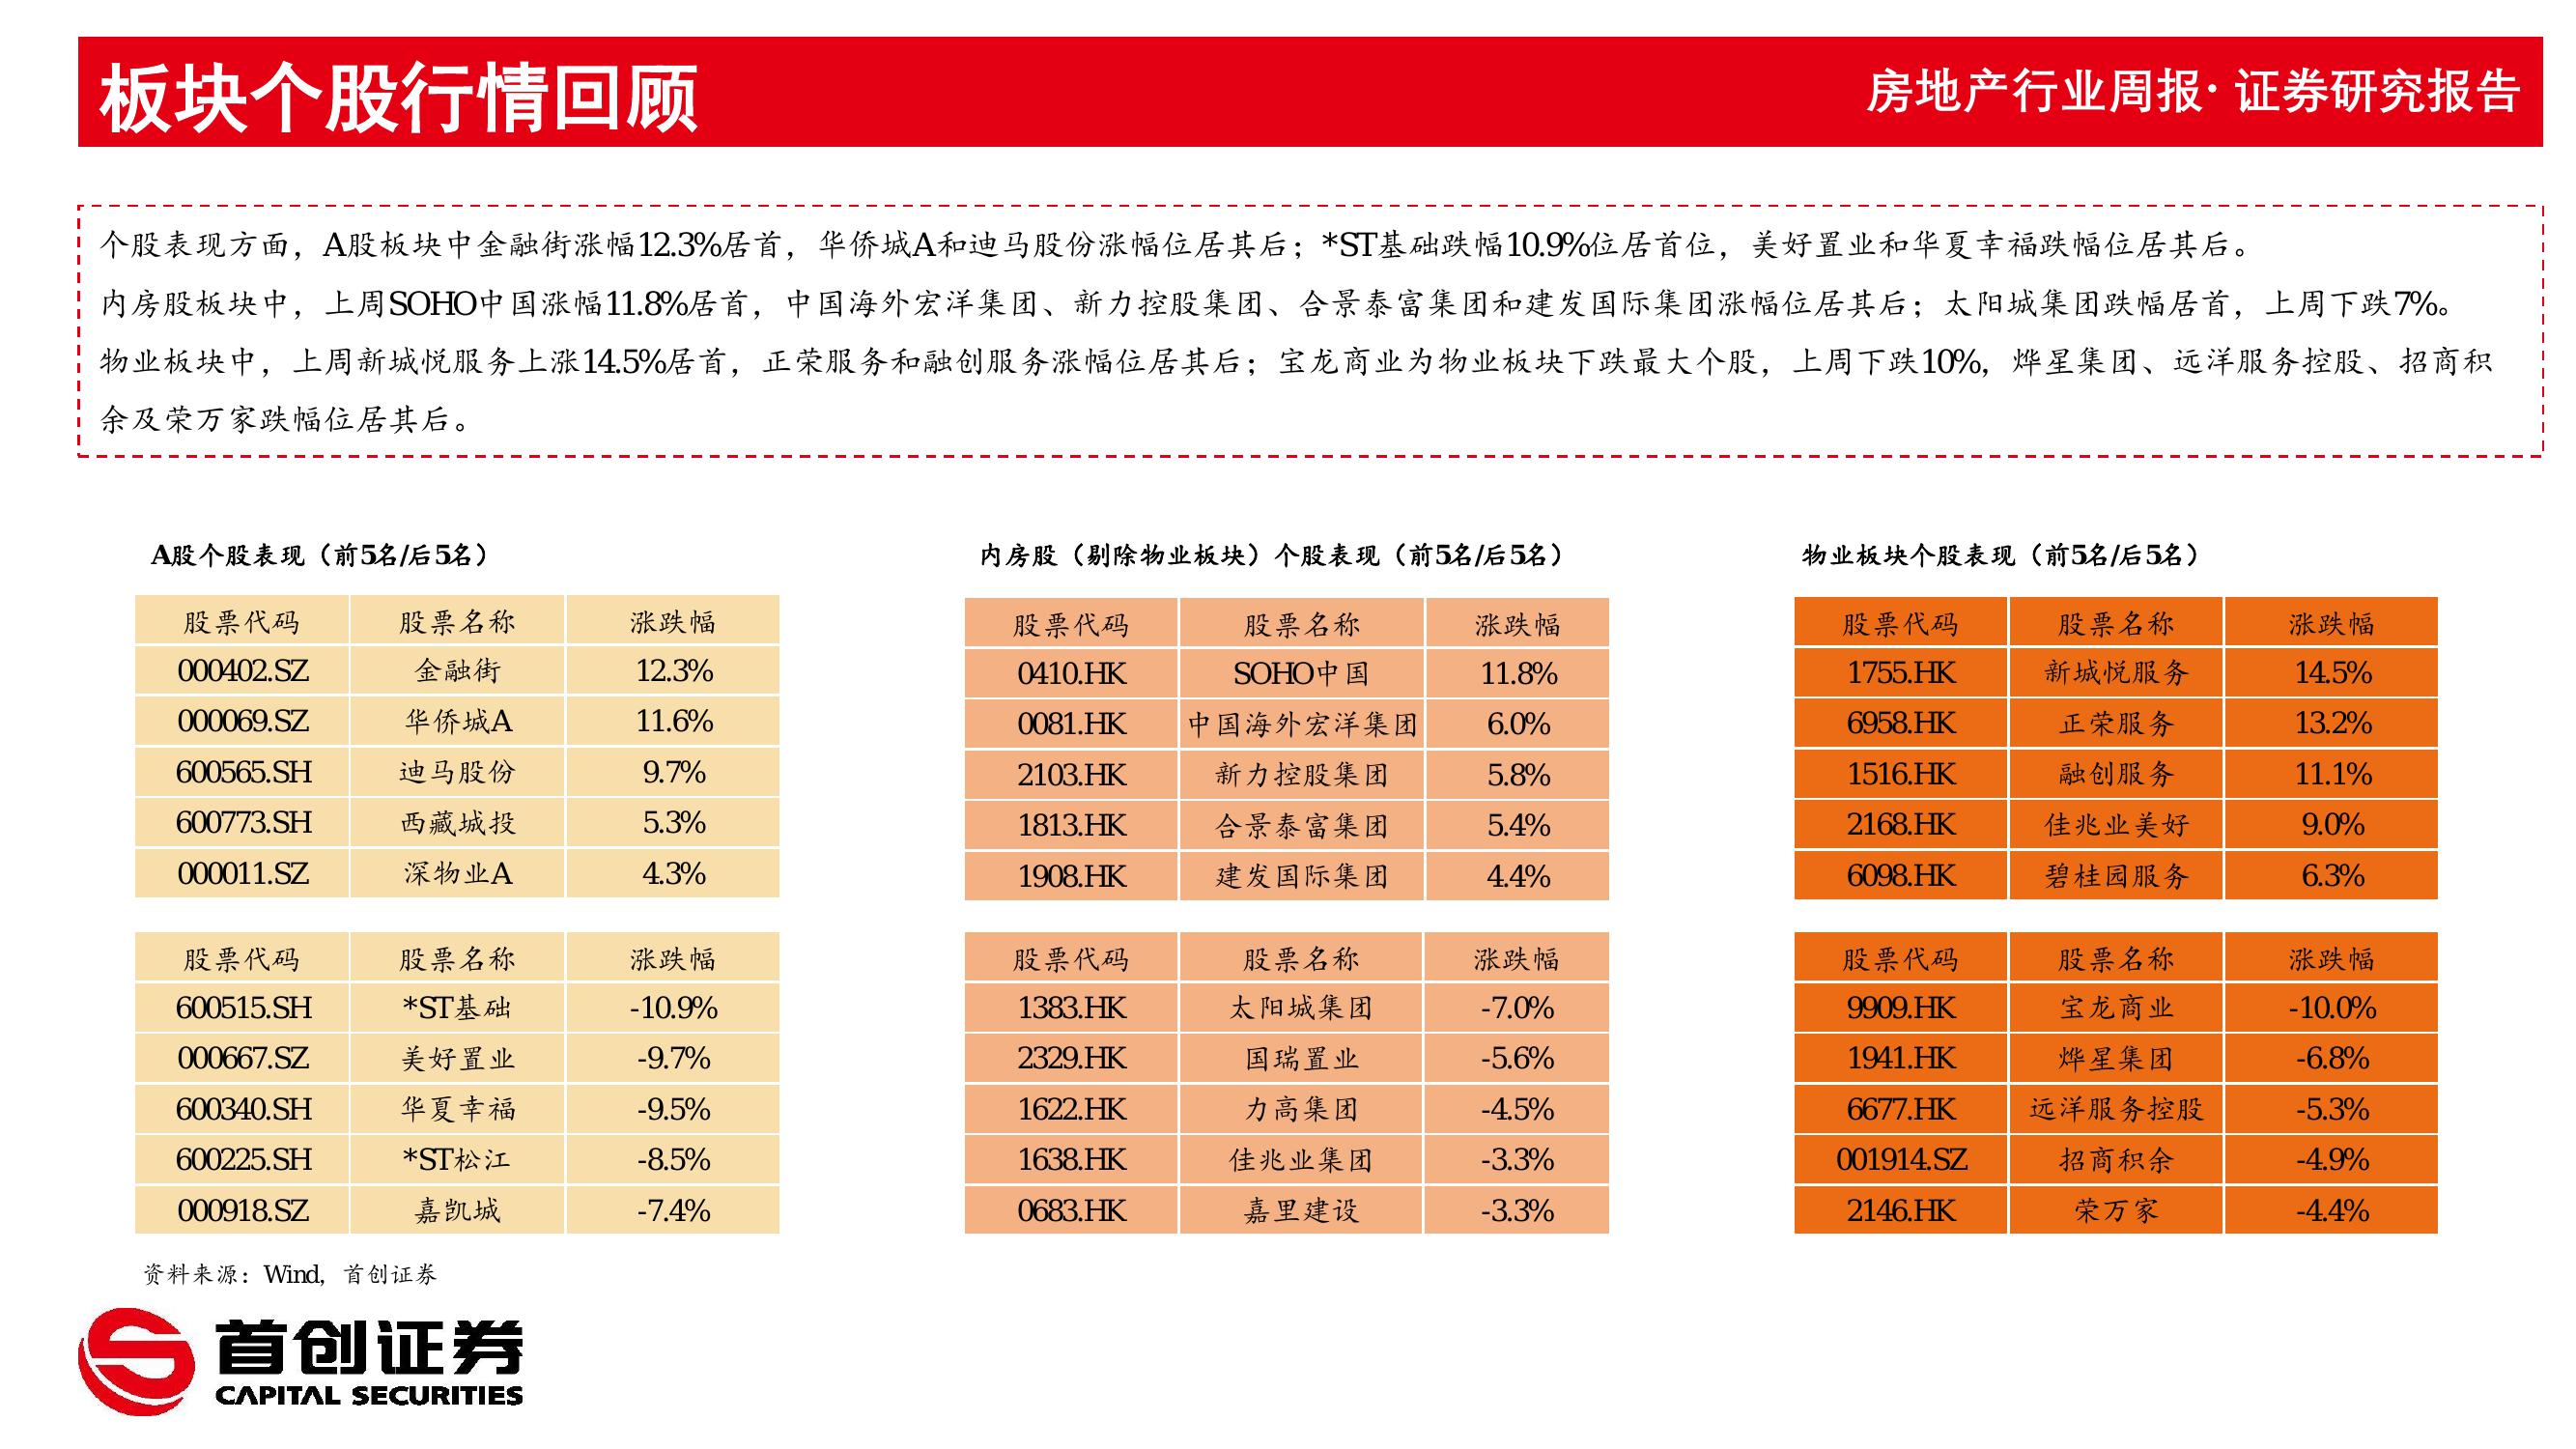 板块个股行情回顾
房地产行业周报· 证券研究报告
个股表现方面，A股板块中金融街涨幅12.3%居首，华侨城A和迪马股份涨幅位居其后；*ST基础跌幅10.9%位居首位，美好置业和华夏幸福跌幅位居其后。
内房股板块中，上周SOHO中国涨幅11.8%居首，中国海外宏洋集团、新力控股集团、合景泰富集团和建发国际集团涨幅位居其后；太阳城集团跌幅居首，上周下跌7%。
物业板块中，上周新城悦服务上涨14.5%居首，正荣服务和融创服务涨幅位居其后；宝龙商业为物业板块下跌最大个股，上周下跌10%，烨星集团、远洋服务控股、招商积
余及荣万家跌幅位居其后。
A股个股表现（前5名/后5名）
股票代码 股票名称 涨跌幅
000402.SZ 金融街 12.3%
000069.SZ 华侨城A 11.6%
600565.SH 迪马股份 9.7%
600773.SH 西藏城投 5.3%
000011.SZ 深物业A 4.3%
股票代码 股票名称 涨跌幅
600515.SH *ST基础 -10.9%
000667.SZ 美好置业 -9.7%
600340.SH 华夏幸福 -9.5%
600225.SH *ST松江 -8.5%
000918.SZ 嘉凯城 -7.4%
内房股（剔除物业板块）个股表现（前5名/后5名）
股票代码 股票名称 涨跌幅
0410.HK SOHO中国 11.8%
0081.HK 中国海外宏洋集团 6.0%
2103.HK 新力控股集团 5.8%
1813.HK 合景泰富集团 5.4%
1908.HK 建发国际集团 4.4%
股票代码 股票名称 涨跌幅
1383.HK 太阳城集团 -7.0%
2329.HK 国瑞置业 -5.6%
1622.HK 力高集团 -4.5%
1638.HK 佳兆业集团 -3.3%
0683.HK 嘉里建设 -3.3%
物业板块个股表现（前5名/后5名）
股票代码 股票名称 涨跌幅
1755.HK 新城悦服务 14.5%
6958.HK 正荣服务 13.2%
1516.HK 融创服务 11.1%
2168.HK 佳兆业美好 9.0%
6098.HK 碧桂园服务 6.3%
股票代码 股票名称 涨跌幅
9909.HK 宝龙商业 -10.0%
1941.HK 烨星集团 -6.8%
6677.HK 远洋服务控股 -5.3%
001914.SZ 招商积余 -4.9%
2146.HK 荣万家 -4.4%
资料来源：Wind，首创证券
首创证券
CAPITAL SECURITIES